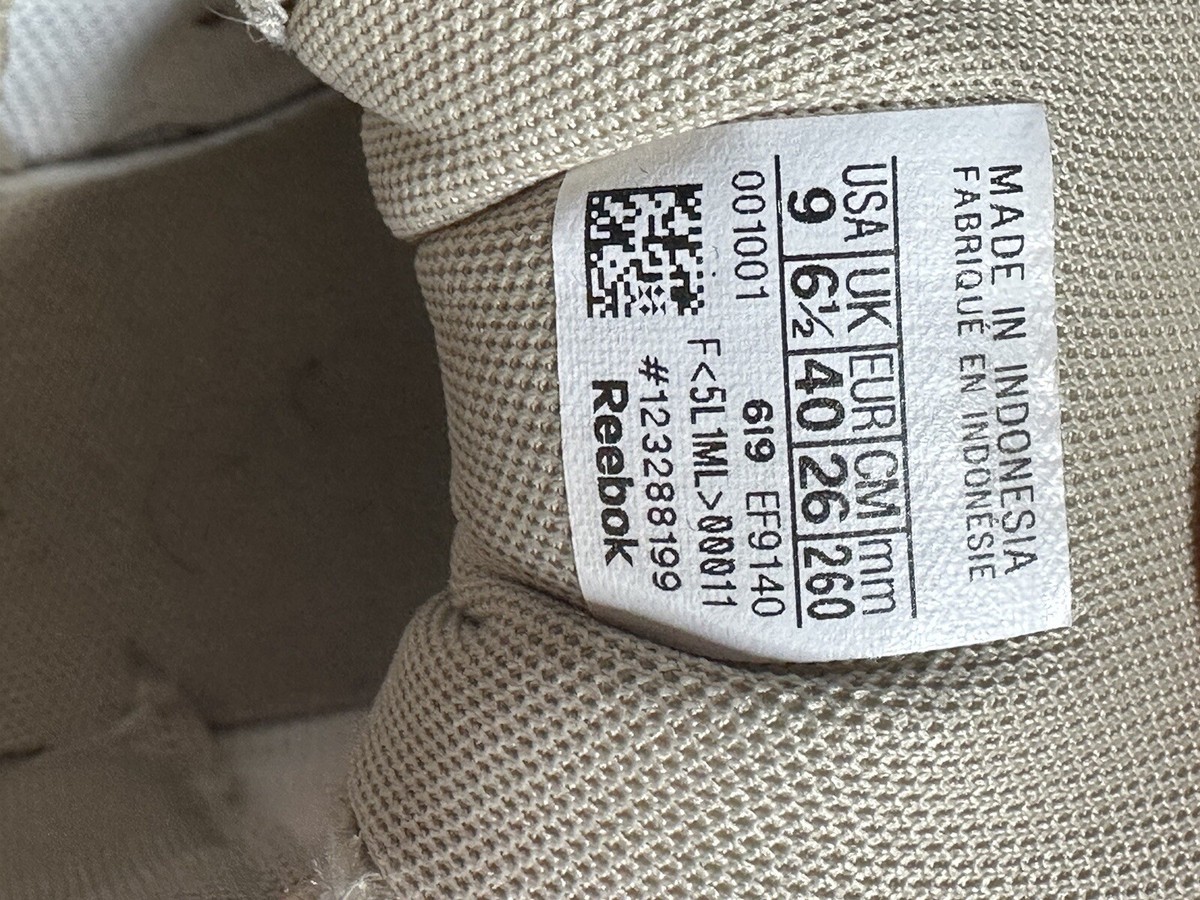 MADE IN INDONESIA
FABRIQUÉ EN INDONÉSIE
USA UK EUR CM mm
9 6½ 40 26 260
001001 619 EF9140
F<5L1ML>00011
#123288199
Reebok